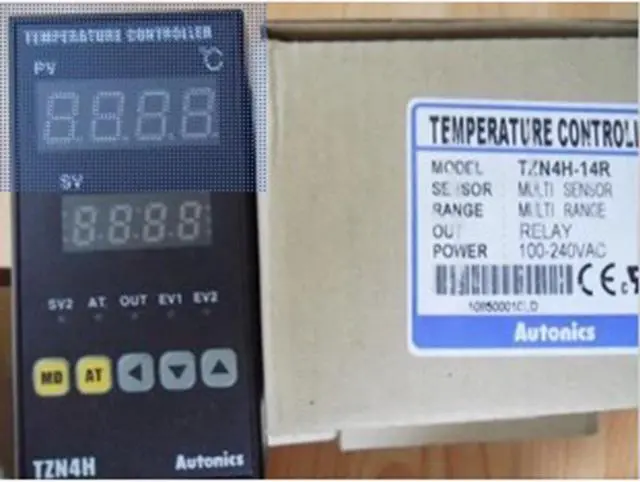 TEMPERATURE CONTROLLER
PV
℃
8.8.8.8
SV
8.8.8.8
SV2 AT OUT EV1 EV2
MD AT
TZN4H Autonics
TEMPERATURE CONTROLL
MODEL : TZN4H-14R
SENSOR : MULTI SENSOR
RANGE : MULTI RANGE
OUT : RELAY
POWER : 100-240VAC
CE
Autonics